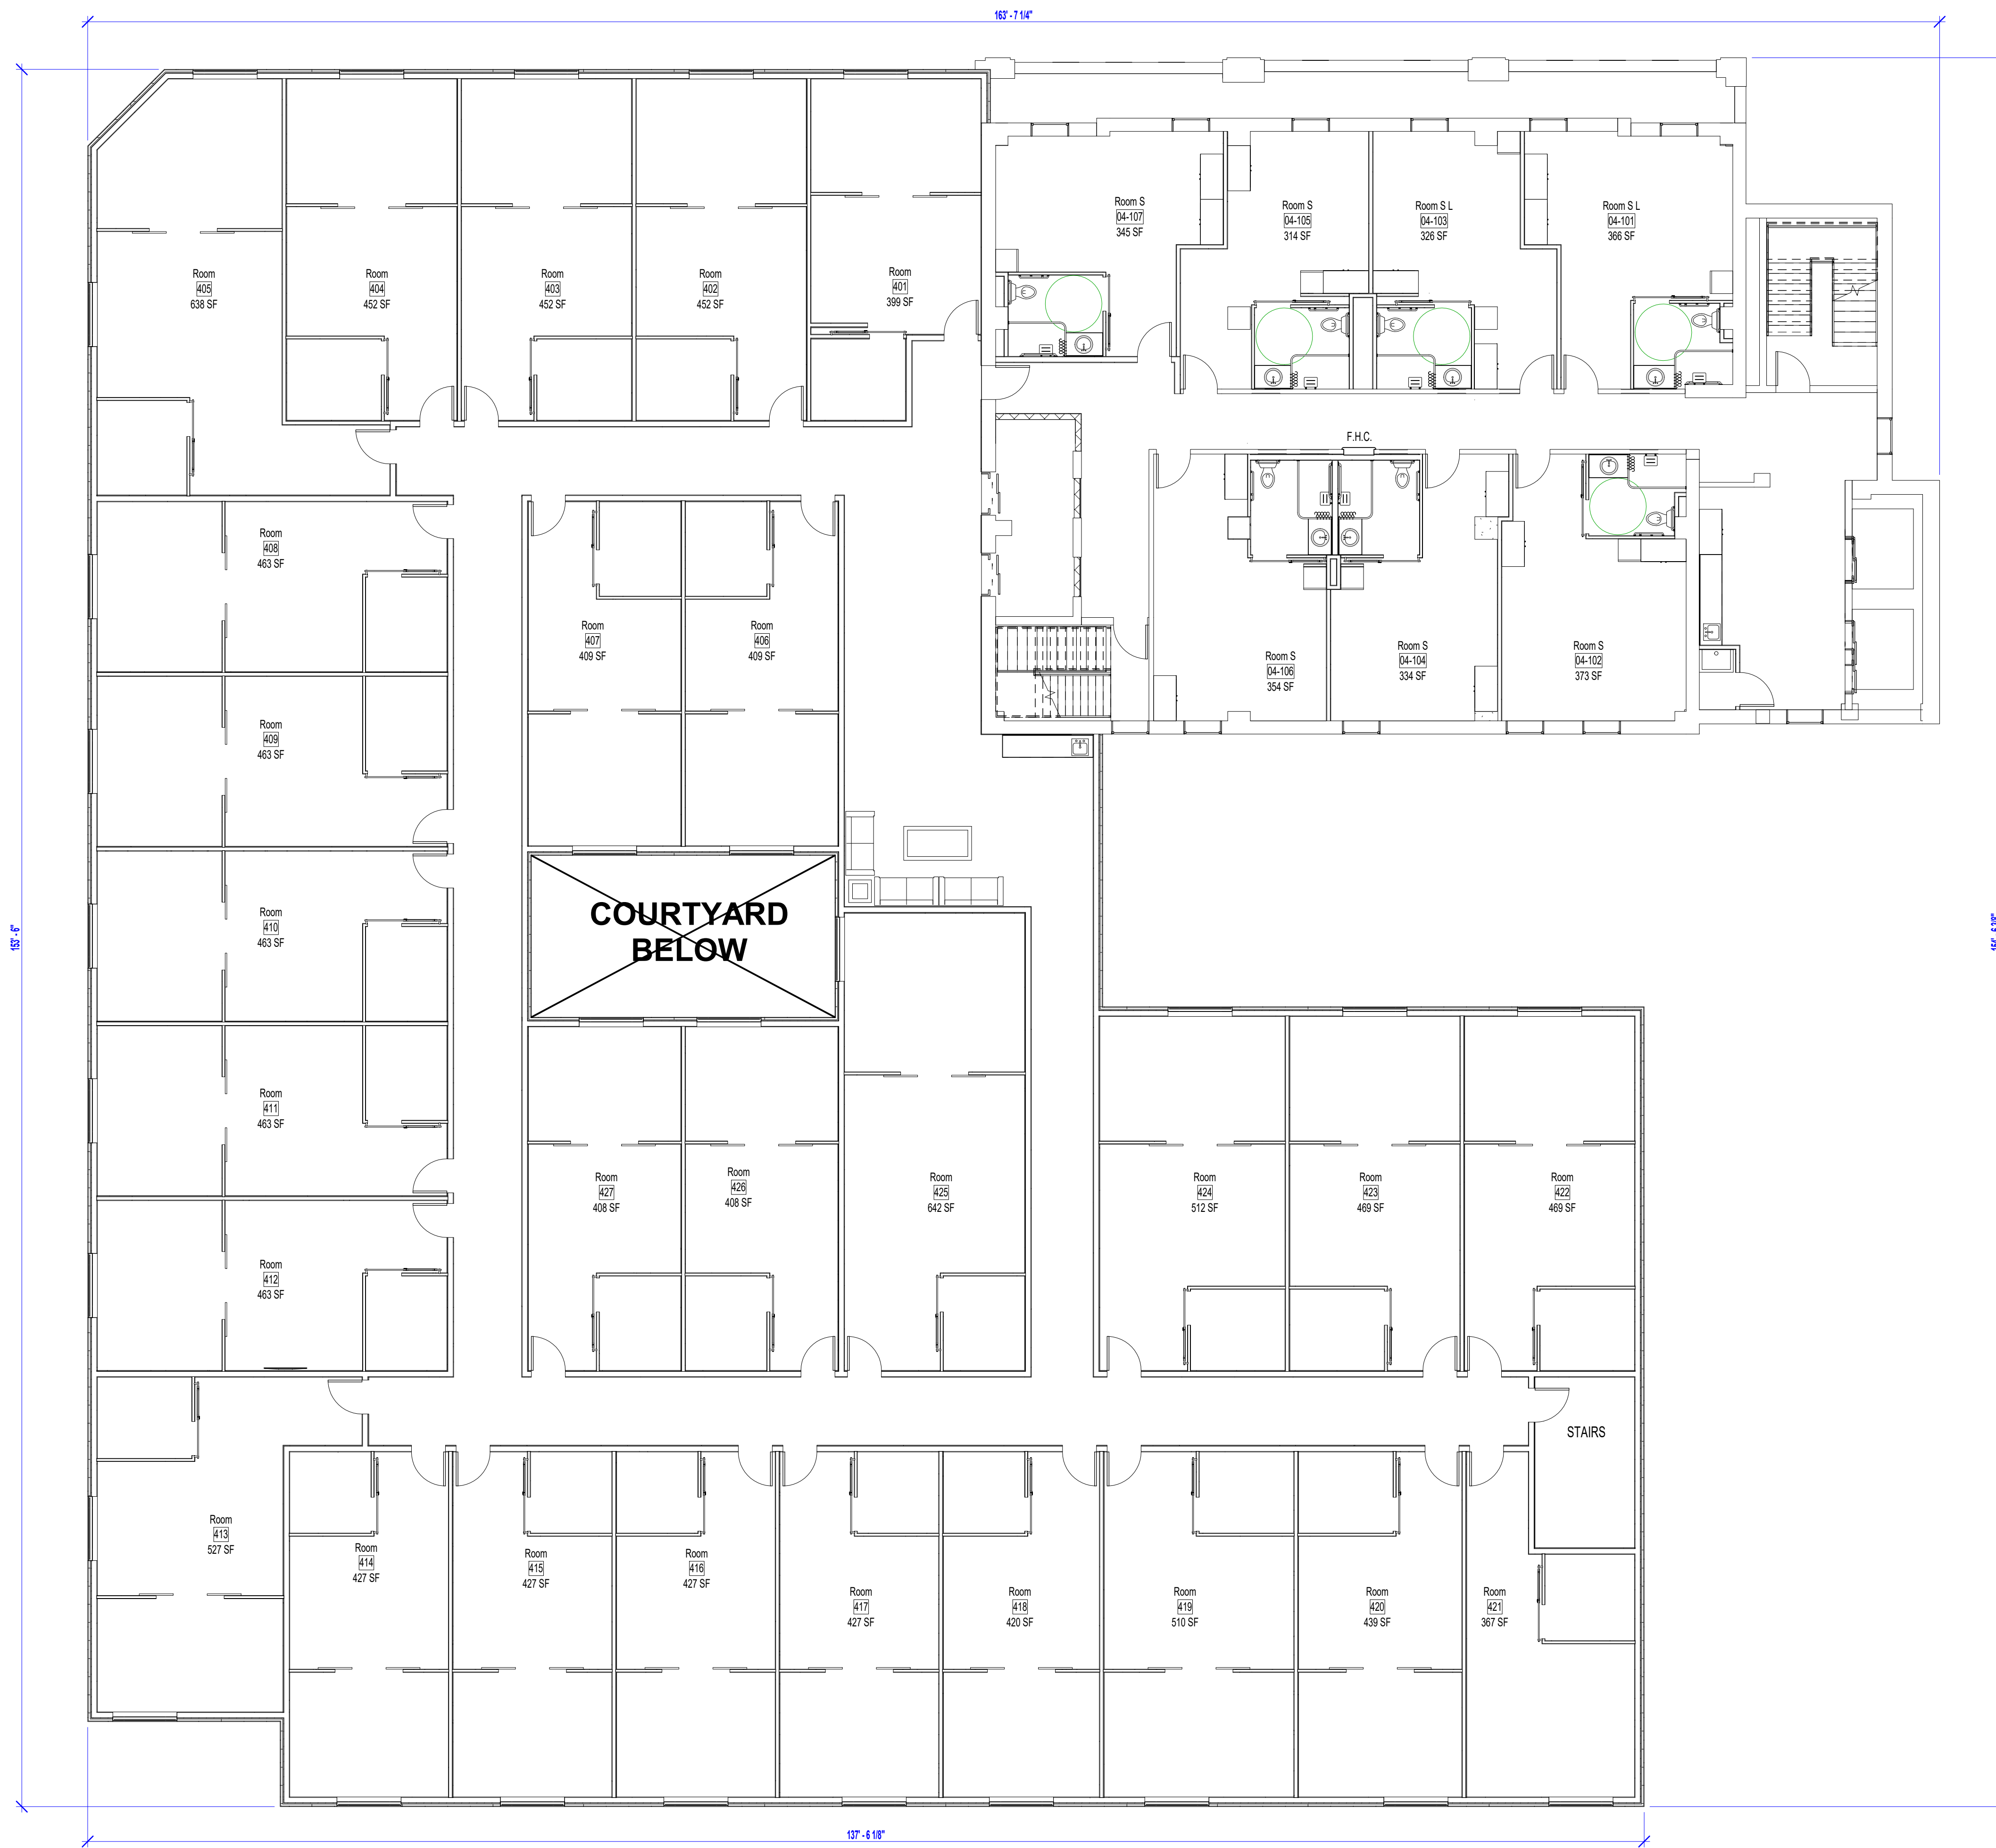 163' - 7 1/4"
Room S
04-107
345 SF
Room S
04-105
314 SF
Room S L
04-103
326 SF
Room S L
04-101
366 SF
Room
405
638 SF
Room
404
452 SF
Room
403
452 SF
Room
402
452 SF
Room
401
399 SF
F.H.C.
Room
408
463 SF
Room
407
409 SF
Room
406
409 SF
Room S
04-106
354 SF
Room S
04-104
334 SF
Room S
04-102
373 SF
Room
409
463 SF
153' - 6"
Room
410
463 SF
COURTYARD
BELOW
Room
411
463 SF
Room
427
408 SF
Room
426
408 SF
Room
425
642 SF
Room
424
512 SF
Room
423
469 SF
Room
422
469 SF
Room
412
463 SF
STAIRS
Room
413
527 SF
Room
414
427 SF
Room
415
427 SF
Room
416
427 SF
Room
417
427 SF
Room
418
420 SF
Room
419
510 SF
Room
420
439 SF
Room
421
367 SF
137' - 6 1/8"